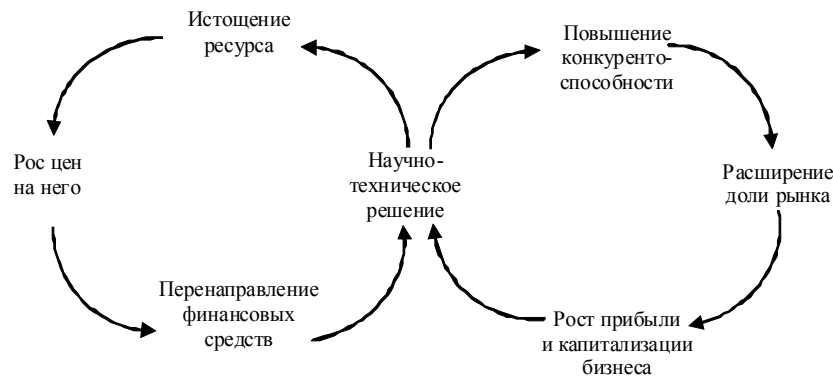 Истощение
ресурса
Повышение
конкуренто-
способности
Рос цен
на него
Научно-
техническое
решение
Расширение
доли рынка
Перенаправление
финансовых
средств
Рост прибыли
и капитализации
бизнеса